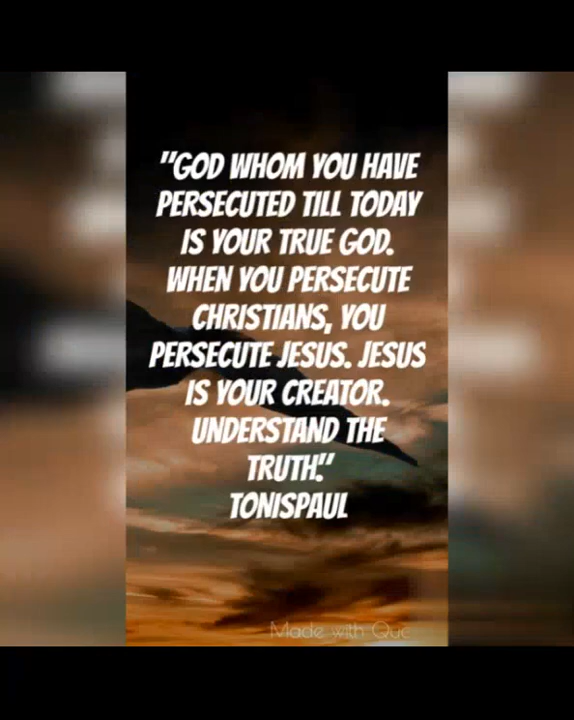 "GOD WHOM YOU HAVE
PERSECUTED TILL TODAY
IS YOUR TRUE GOD.
WHEN YOU PERSECUTE
CHRISTIANS, YOU
PERSECUTE JESUS. JESUS
IS YOUR CREATOR.
UNDERSTAND THE
TRUTH."
TONISPAUL
Made with Quc